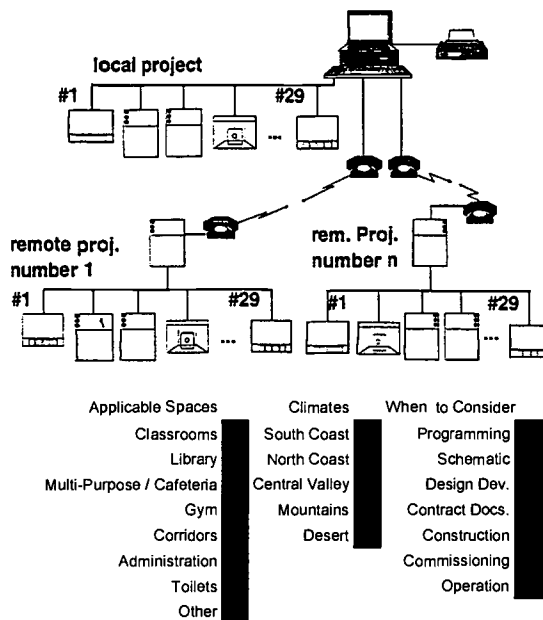 local project
#1
#29
...
remote proj.
number 1
rem. Proj.
number n
#1
#29
...
#1
#29
...
Applicable Spaces
Classrooms
Library
Multi-Purpose / Cafeteria
Gym
Corridors
Administration
Toilets
Other
Climates
South Coast
North Coast
Central Valley
Mountains
Desert
When to Consider
Programming
Schematic
Design Dev.
Contract Docs.
Construction
Commissioning
Operation